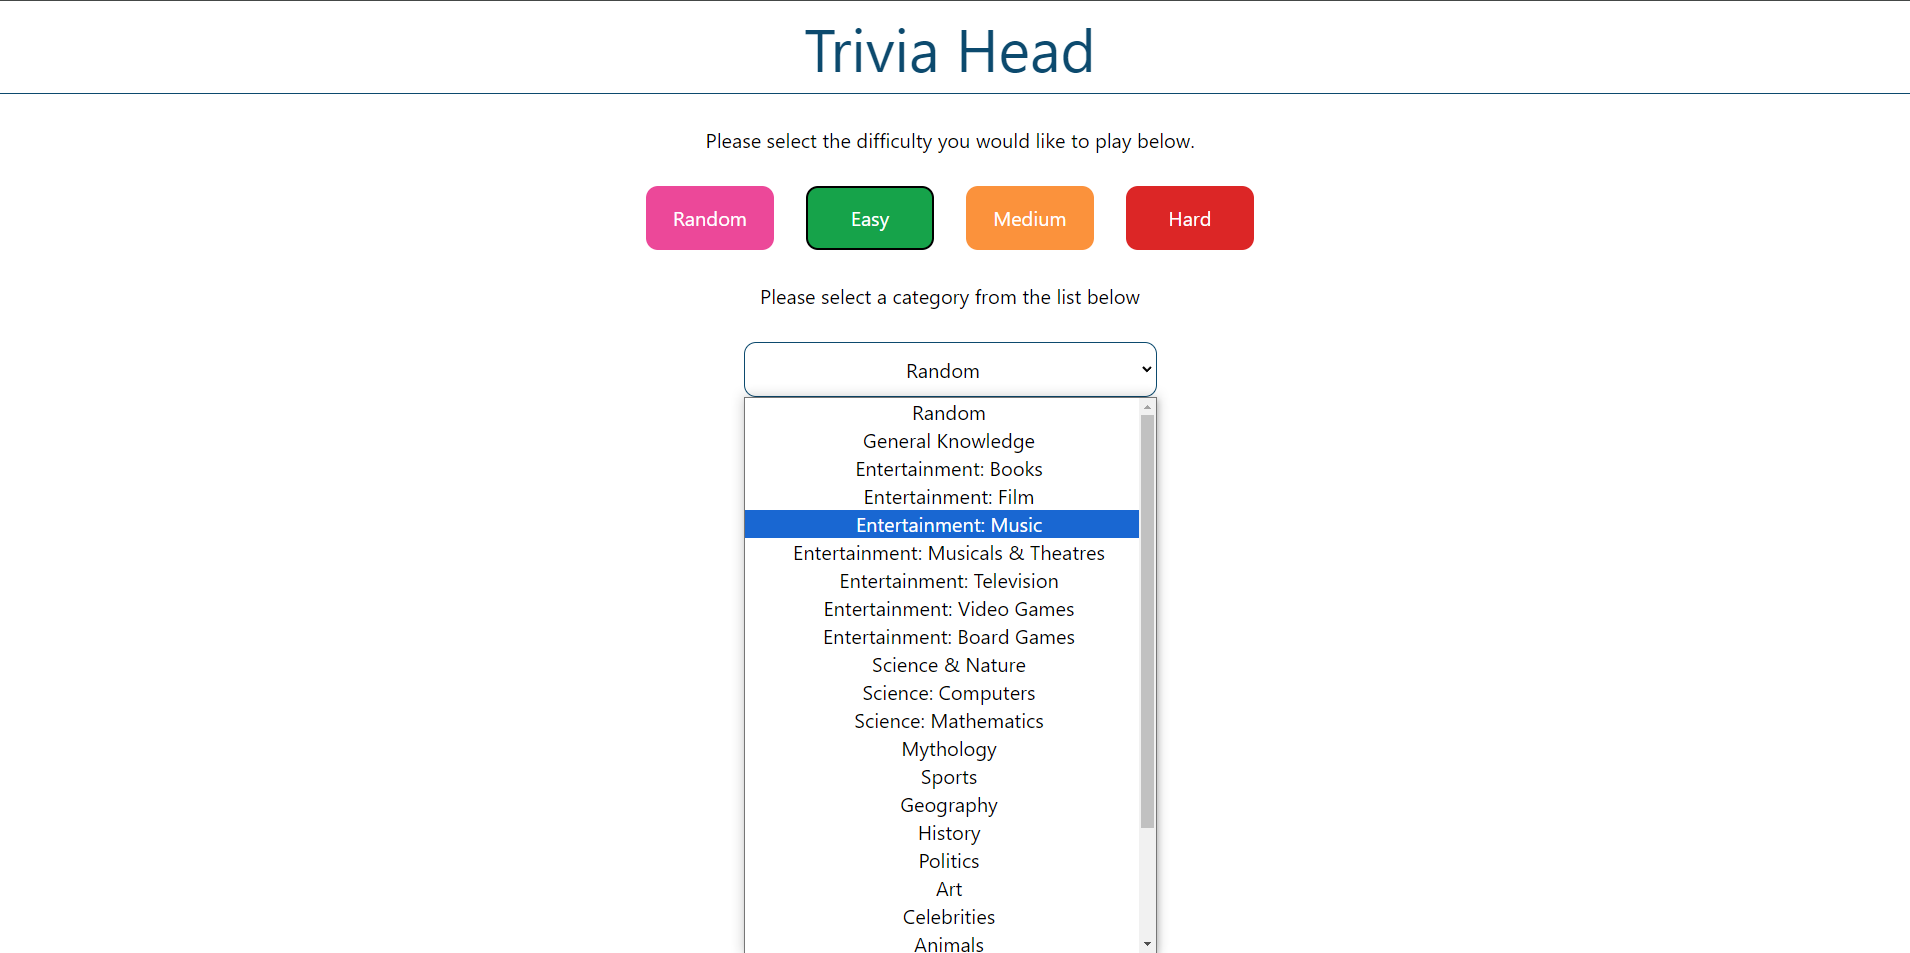 Trivia Head
Please select the difficulty you would like to play below.
Random Easy Medium Hard
Please select a category from the list below
Random
Random
General Knowledge
Entertainment: Books
Entertainment: Film
Entertainment: Music
Entertainment: Musicals & Theatres
Entertainment: Television
Entertainment: Video Games
Entertainment: Board Games
Science & Nature
Science: Computers
Science: Mathematics
Mythology
Sports
Geography
History
Politics
Art
Celebrities
Animals